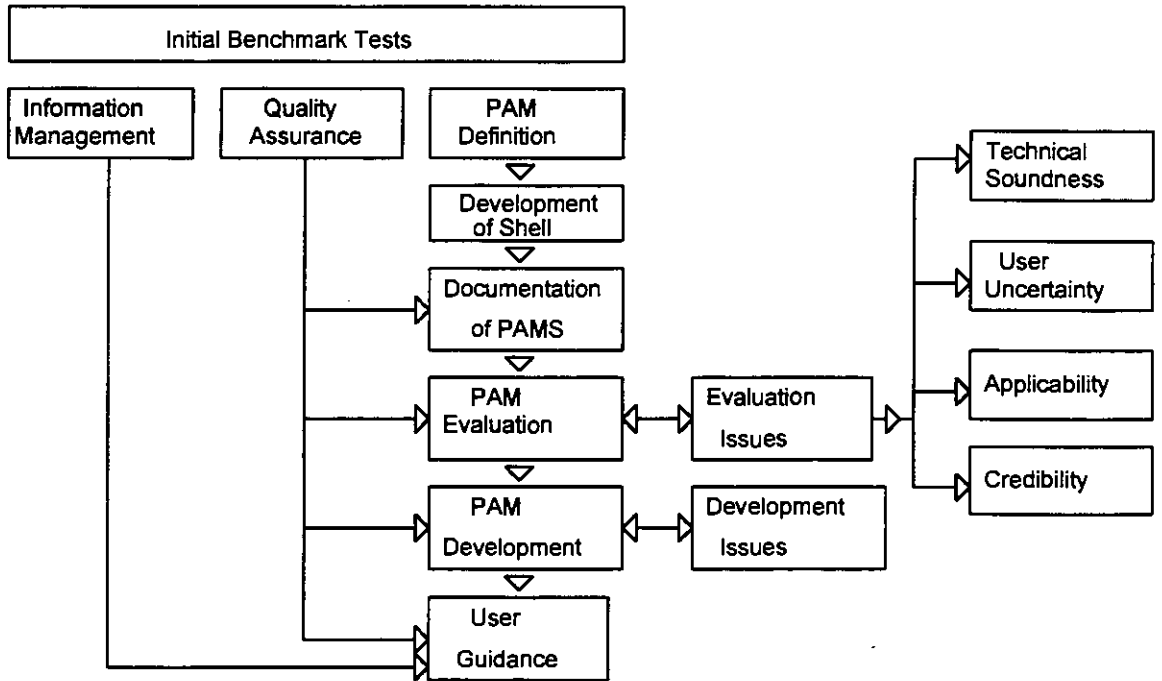 Initial Benchmark Tests
Information
Management
Quality
Assurance
PAM
Definition
Development
of Shell
Documentation
of PAMS
PAM
Evaluation
PAM
Development
User
Guidance
Evaluation
Issues
Development
Issues
Technical
Soundness
User
Uncertainty
Applicability
Credibility